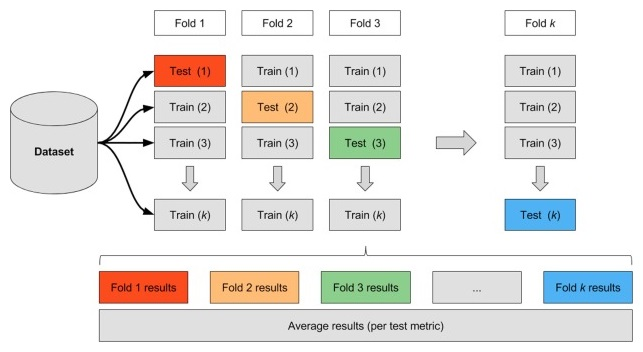 Fold 1 Fold 2 Fold 3 Fold k
Test (1) Train (1) Train (1) Train (1)
Train (2) Test (2) Train (2) Train (2)
Dataset
Train (3) Train (3) Test (3) Train (3)
Train (k) Train (k) Train (k) Test (k)
Fold 1 results Fold 2 results Fold 3 results ... Fold k results
Average results (per test metric)